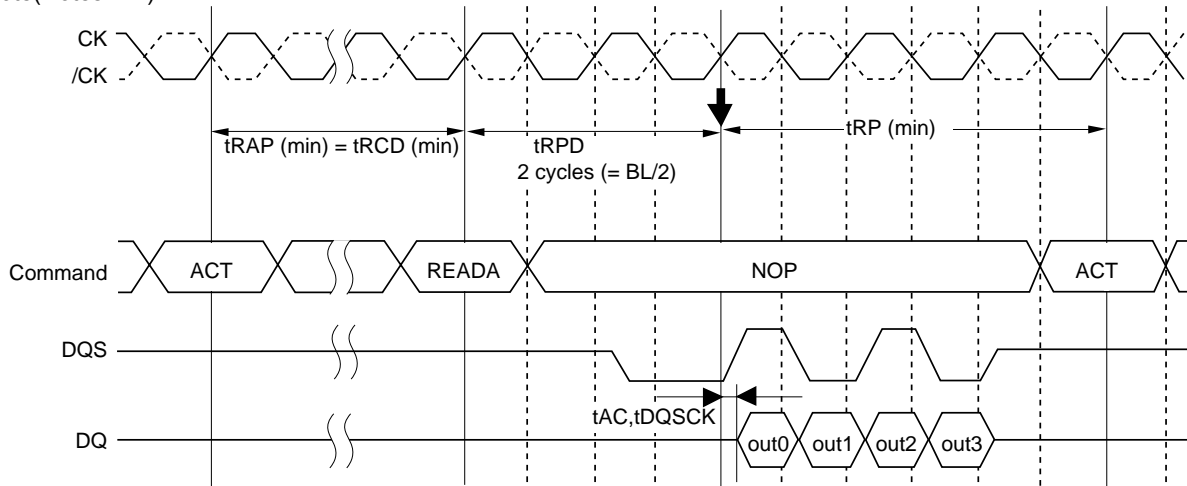 CK
/CK
tRAP (min) = tRCD (min)
tRPD
2 cycles (= BL/2)
tRP (min)
Command
ACT
READA
NOP
ACT
DQS
tAC,tDQSCK
DQ
out0
out1
out2
out3